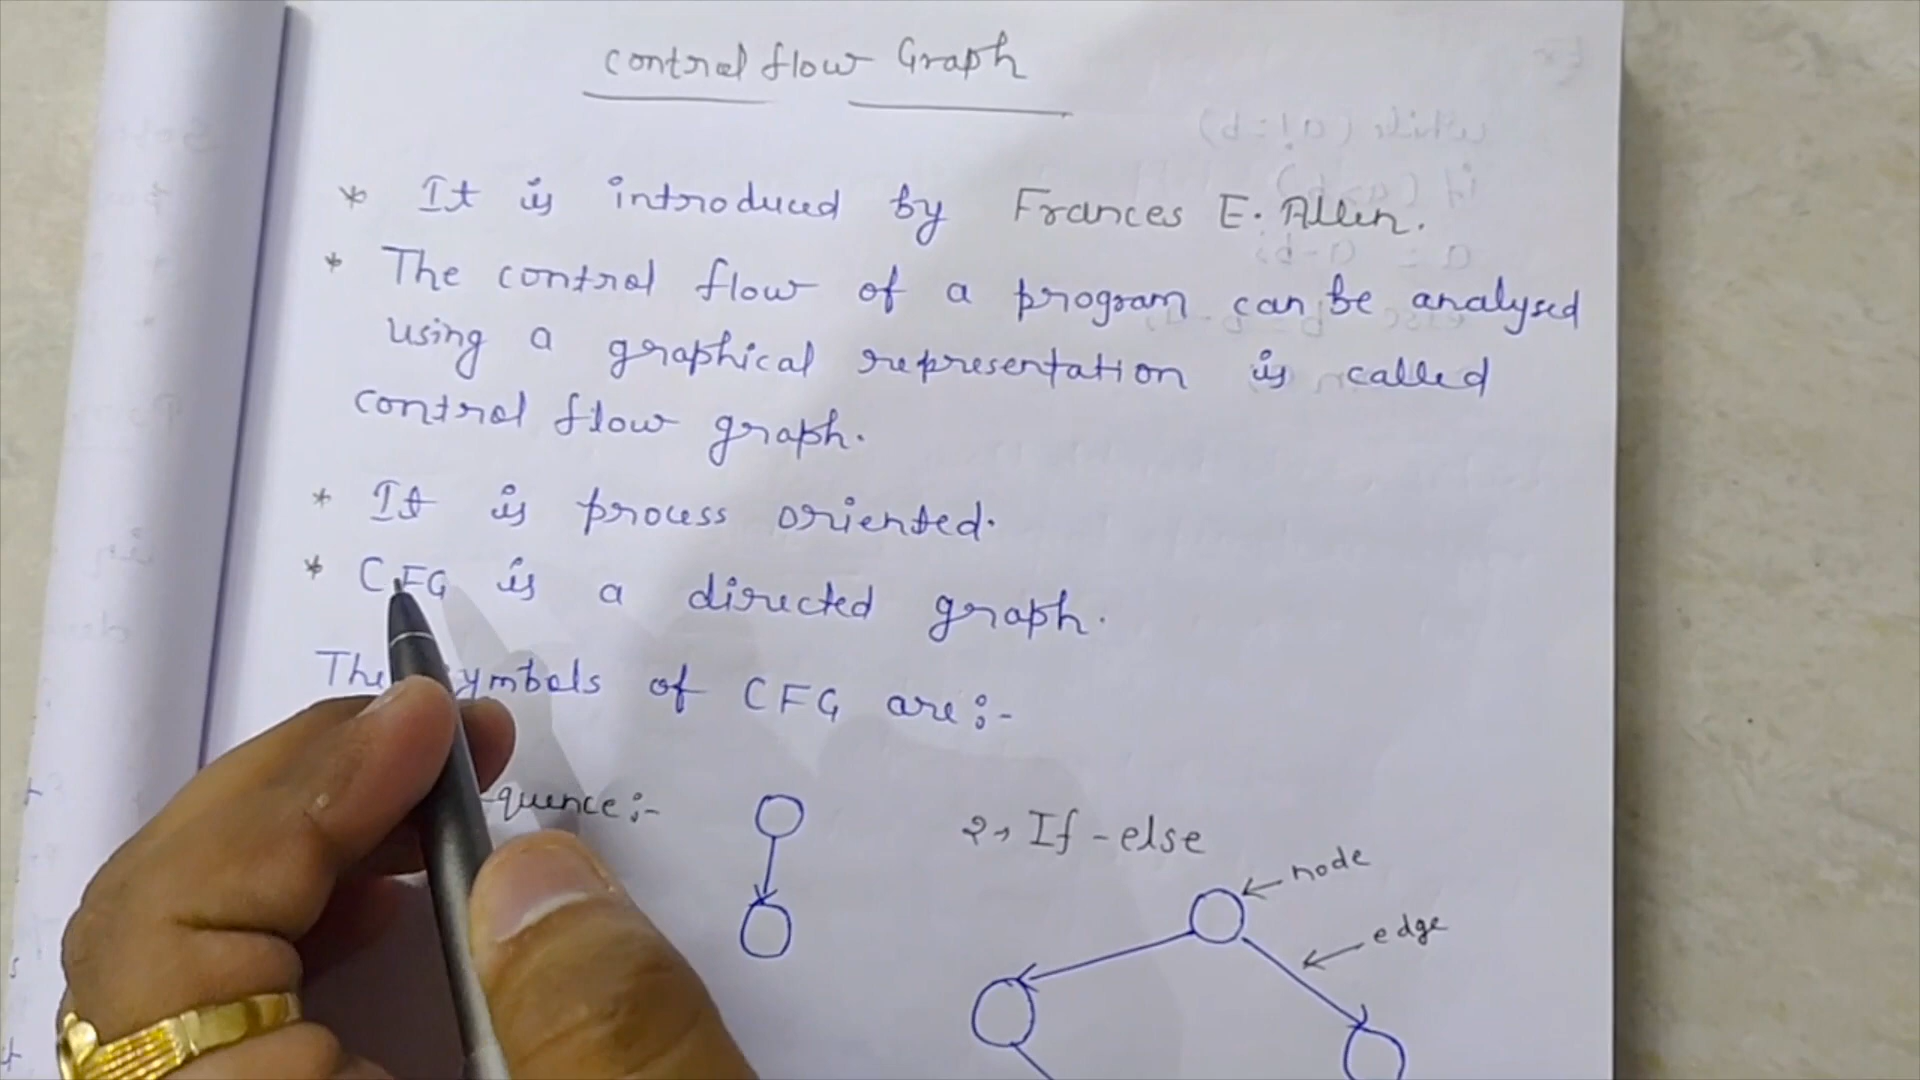 Control flow Graph
* It is introduced by Frances E. Allen.
* The control flow of a program can be analysed
using a graphical representation is called
control flow graph.
* It is process oriented.
* CFG is a directed graph.
The symbols of CFG are:-
quence:-
2, If-else
node
edge